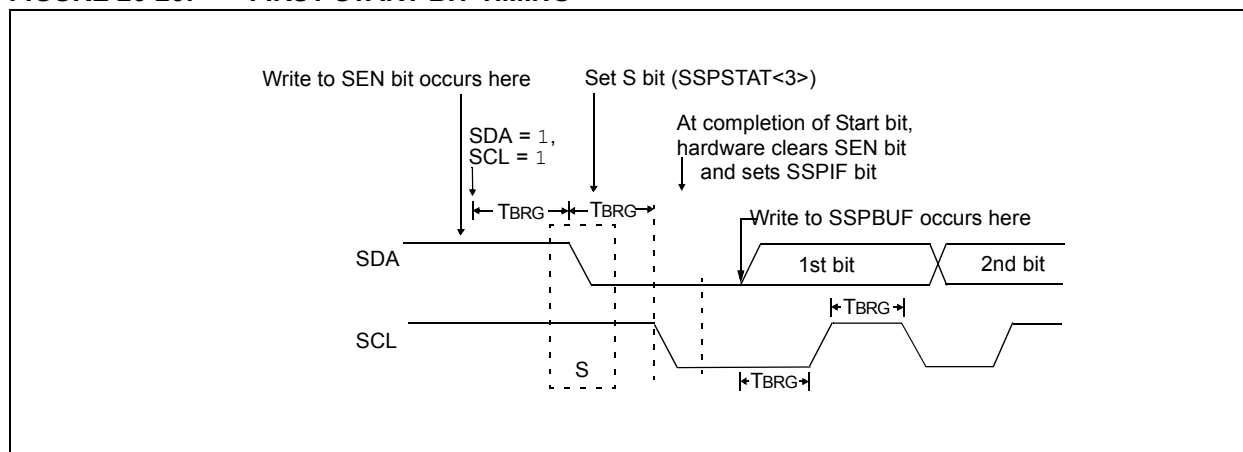 Write to SEN bit occurs here
Set S bit (SSPSTAT<3>)
SDA = 1,
SCL = 1
At completion of Start bit,
hardware clears SEN bit
and sets SSPIF bit
TBRG
TBRG
Write to SSPBUF occurs here
SDA
1st bit
2nd bit
TBRG
SCL
S
TBRG